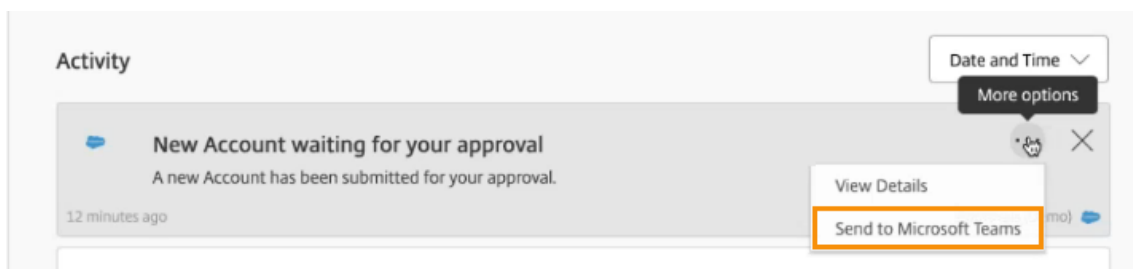 Activity
Date and Time
More options
New Account waiting for your approval
A new Account has been submitted for your approval.
View Details
12 minutes ago
mo)
Send to Microsoft Teams